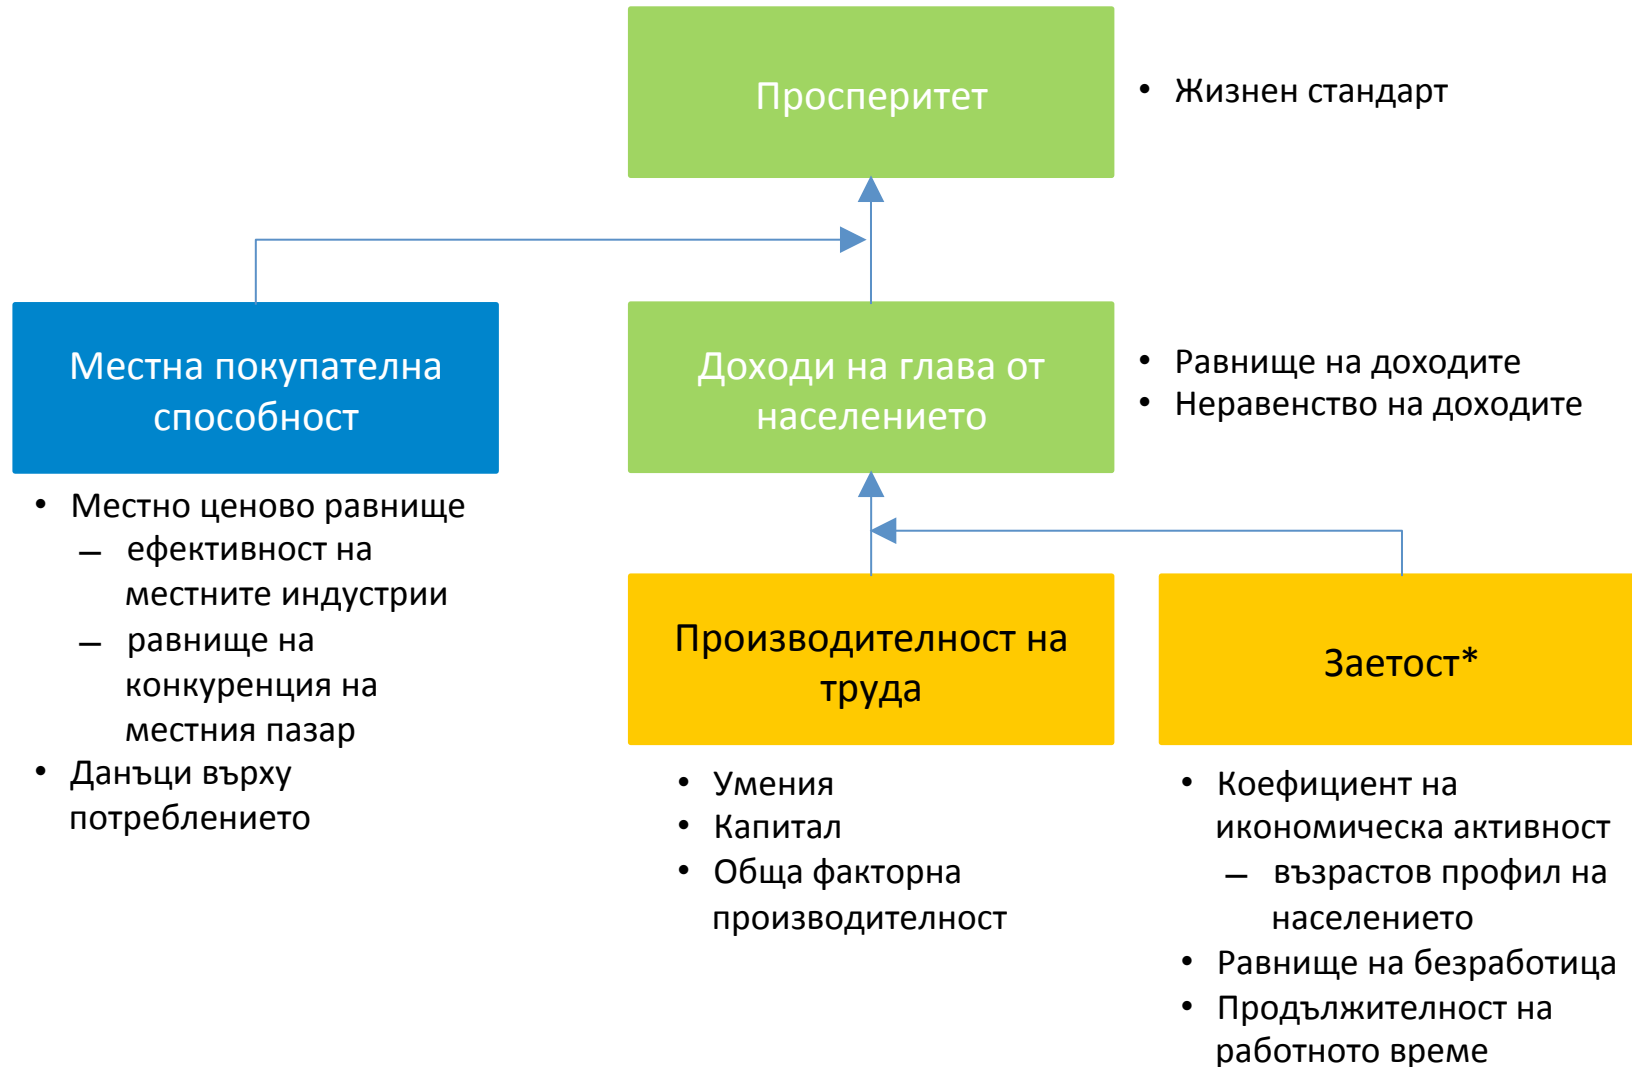 Просперитет
• Жизнен стандарт
Местна покупателна
способност
Доходи на глава от
населението
• Равнище на доходите
• Неравенство на доходите
• Местно ценово равнище
– ефективност на
местните индустрии
– равнище на
конкуренция на
местния пазар
• Данъци върху
потреблението
Производителност на
труда
Заетост*
• Умения
• Капитал
• Обща факторна
производителност
• Коефициент на
икономическа активност
– възрастов профил на
населението
• Равнище на безработица
• Продължителност на
работното време